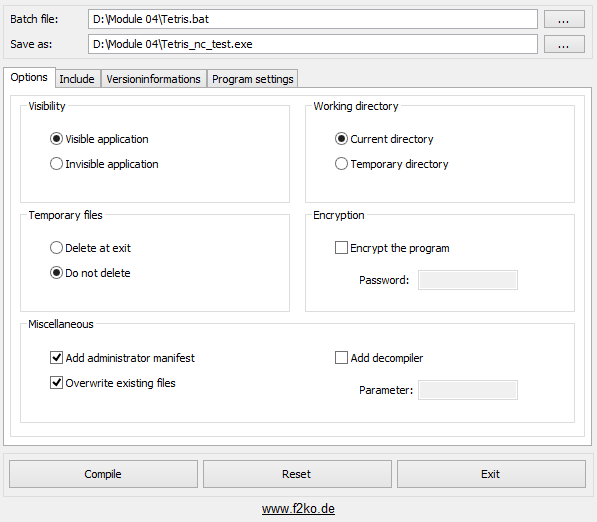 Batch file: D:\Module 04\Tetris.bat ...
Save as: D:\Module 04\Tetris_nc_test.exe ...
Options Include Versioninformations Program settings
Visibility
Visible application
Invisible application
Working directory
Current directory
Temporary directory
Temporary files
Delete at exit
Do not delete
Encryption
Encrypt the program
Password:
Miscellaneous
Add administrator manifest
Overwrite existing files
Add decompiler
Parameter:
Compile Reset Exit
www.f2ko.de